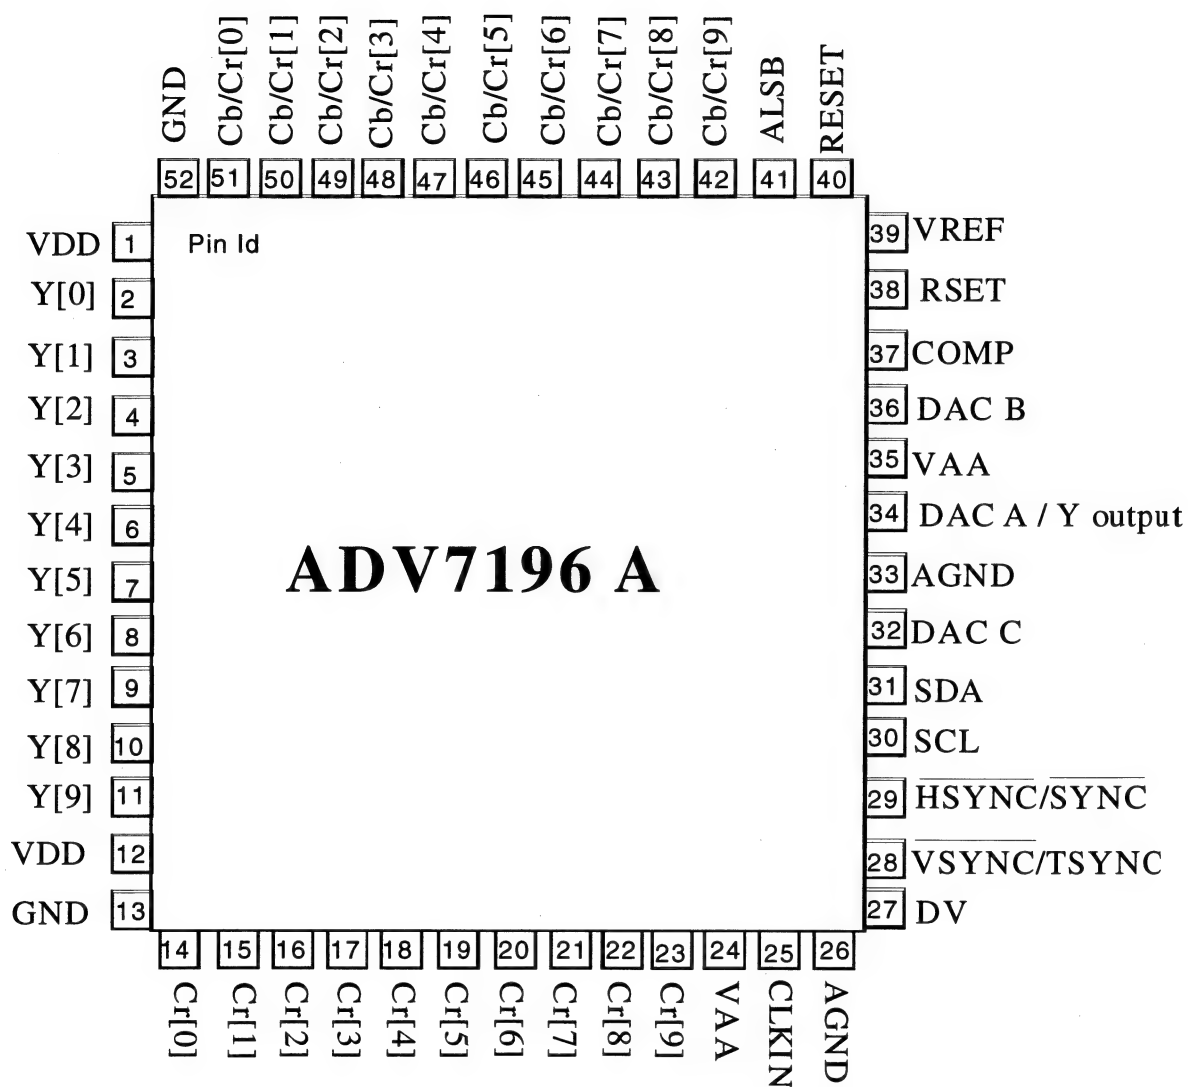 GND Cb/Cr[0] Cb/Cr[1] Cb/Cr[2] Cb/Cr[3] Cb/Cr[4] Cb/Cr[5] Cb/Cr[6] Cb/Cr[7] Cb/Cr[8] Cb/Cr[9] ALSB RESET
52 51 50 49 48 47 46 45 44 43 42 41 40
VDD 1 Pin Id 39 VREF
Y[0] 2 38 RSET
Y[1] 3 37 COMP
Y[2] 4 36 DAC B
Y[3] 5 35 VAA
Y[4] 6 34 DAC A / Y output
ADV7196 A
Y[5] 7 33 AGND
Y[6] 8 32 DAC C
Y[7] 9 31 SDA
Y[8] 10 30 SCL
Y[9] 11 29 HSYNC/SYNC
VDD 12 28 VSYNC/TSYNC
GND 13 27 DV
14 15 16 17 18 19 20 21 22 23 24 25 26
Cr[0] Cr[1] Cr[2] Cr[3] Cr[4] Cr[5] Cr[6] Cr[7] Cr[8] Cr[9] VAA CLKIN AGND